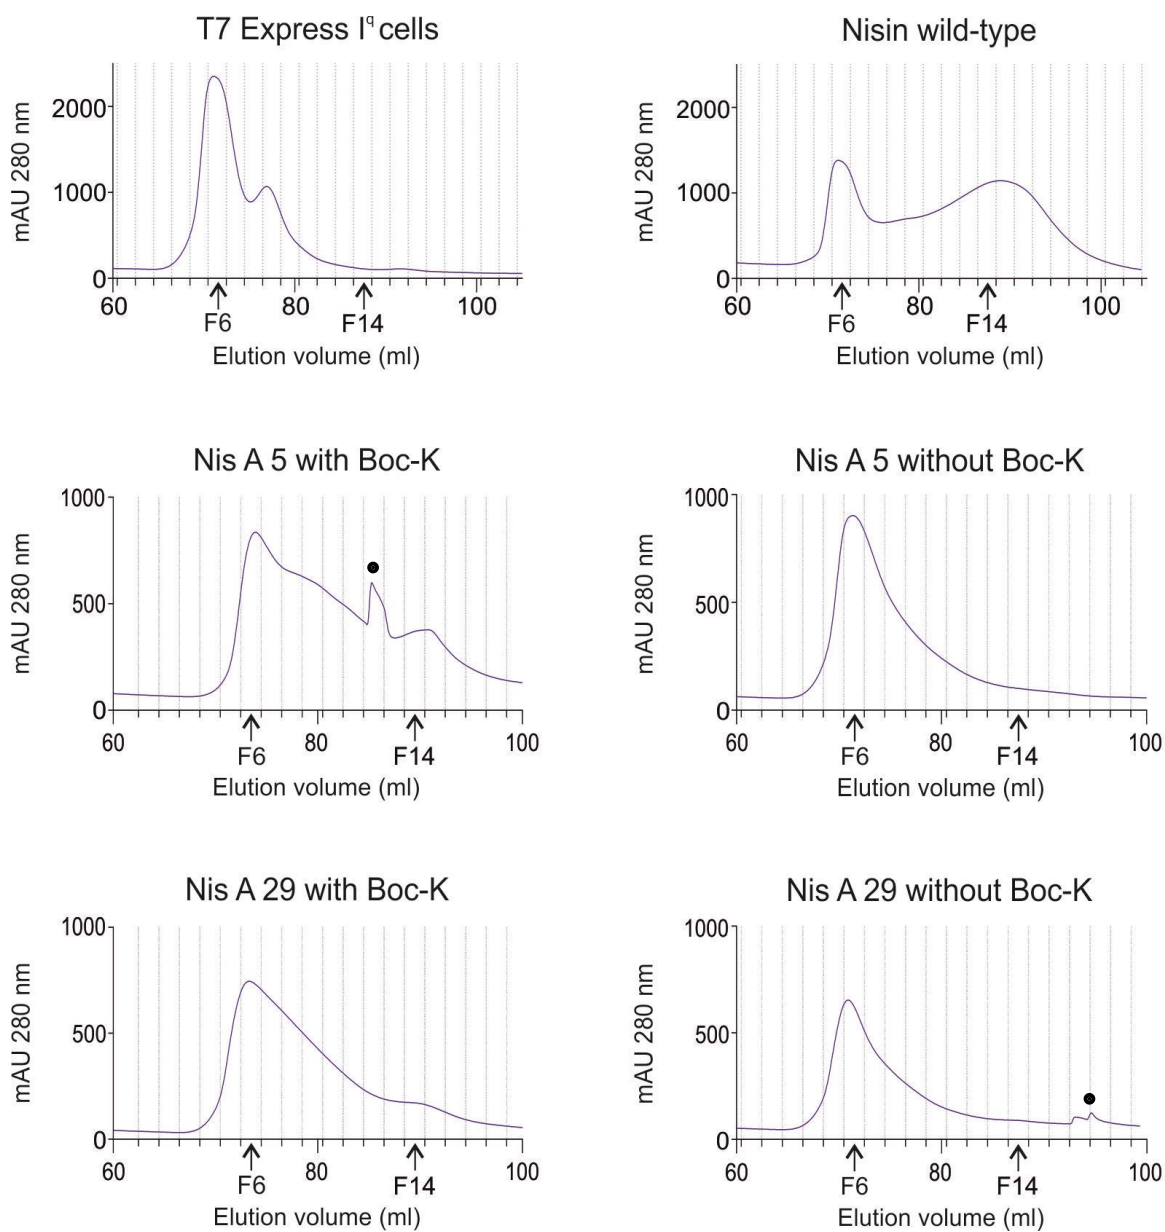 T7 Express Iq cells
mAU 280 nm
2000
1000
0
60
80
100
F6
F14
Elution volume (ml)
Nisin wild-type
mAU 280 nm
2000
1000
0
60
80
100
F6
F14
Elution volume (ml)
Nis A 5 with Boc-K
mAU 280 nm
1000
500
0
60
80
100
F6
F14
Elution volume (ml)
Nis A 5 without Boc-K
mAU 280 nm
1000
500
0
60
80
100
F6
F14
Elution volume (ml)
Nis A 29 with Boc-K
mAU 280 nm
1000
500
0
60
80
100
F6
F14
Elution volume (ml)
Nis A 29 without Boc-K
mAU 280 nm
1000
500
0
60
80
100
F6
F14
Elution volume (ml)